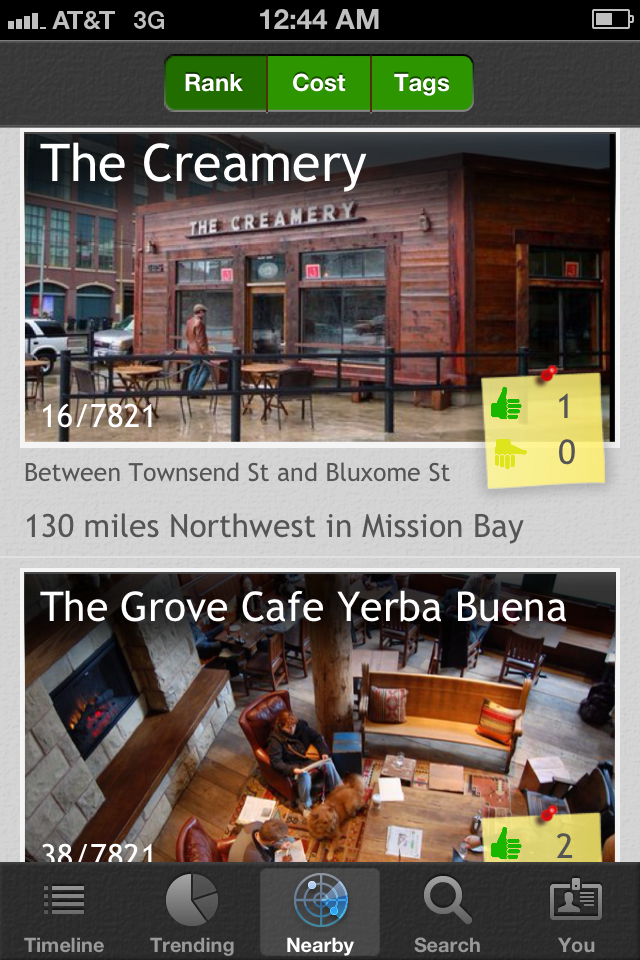 AT&T 3G 12:44 AM
Rank Cost Tags
The Creamery
THE CREAMERY
16/7821
1
0
Between Townsend St and Bluxome St
130 miles Northwest in Mission Bay
The Grove Cafe Yerba Buena
38/7821
2
Timeline Trending Nearby Search You